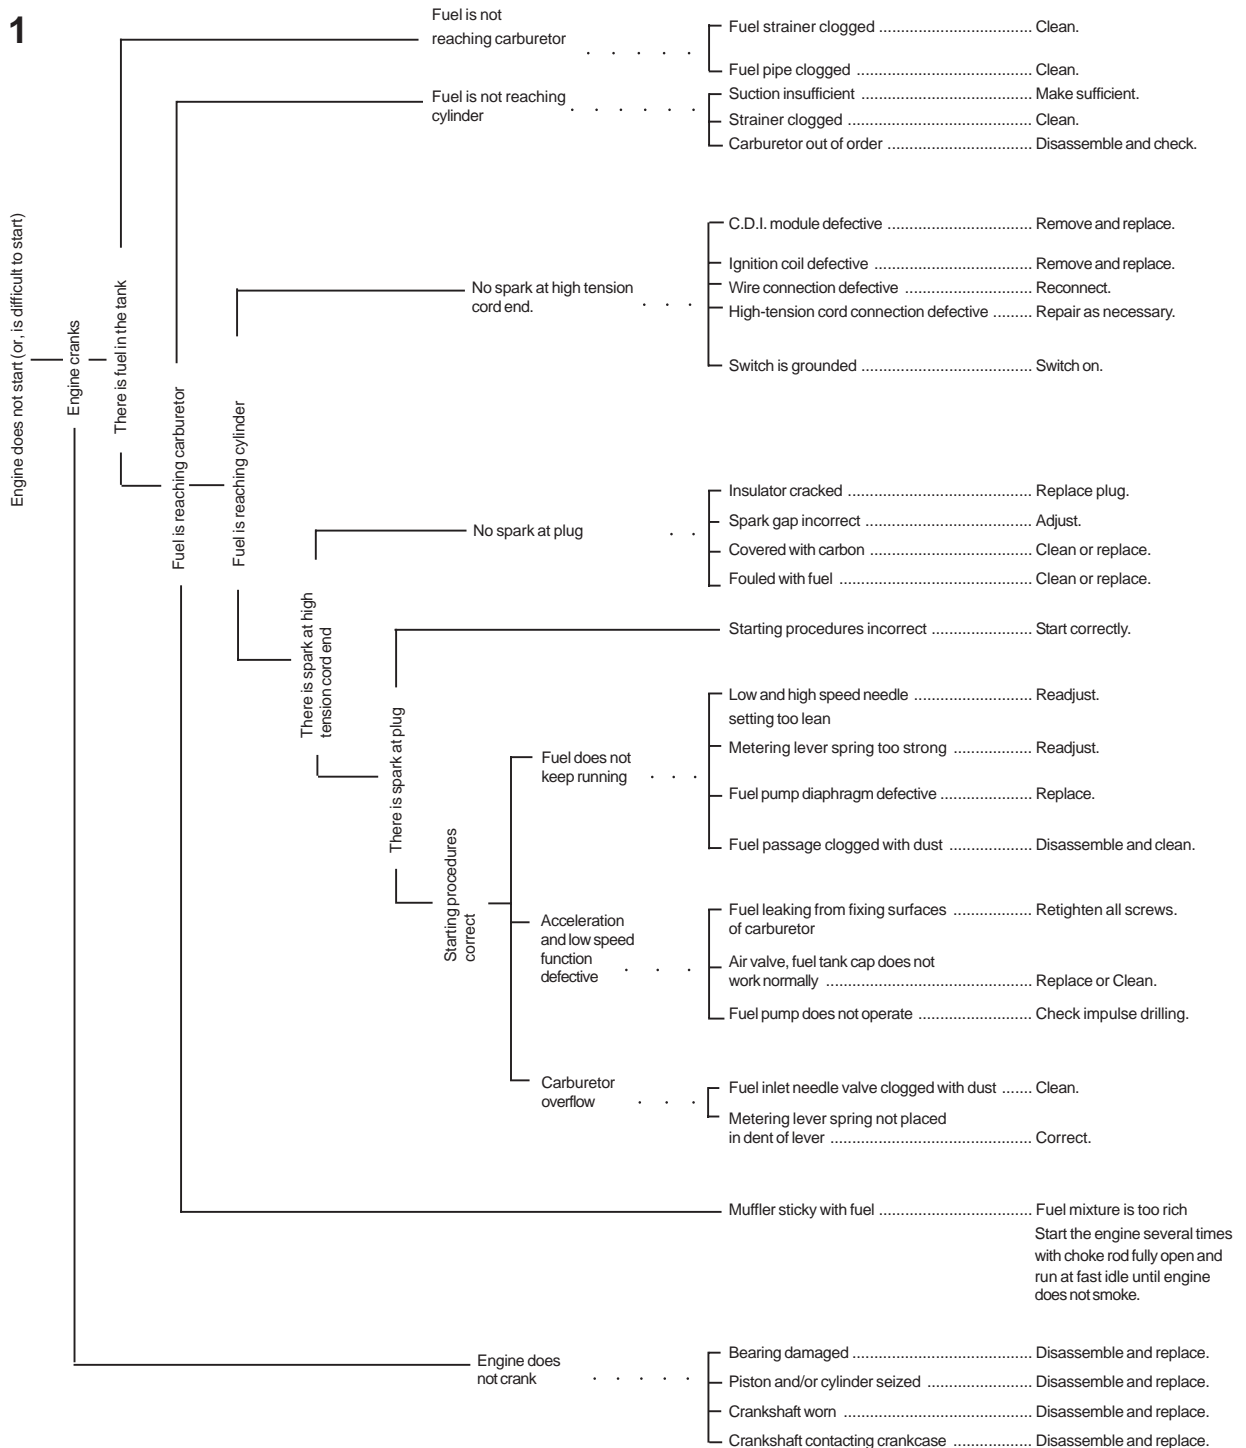 1
Fuel is not
reaching carburetor
Fuel strainer clogged .................................... Clean.
Fuel pipe clogged .......................................... Clean.
Fuel is not reaching
cylinder
Suction insufficient ......................................... Make sufficient.
Strainer clogged ............................................ Clean.
Carburetor out of order ................................... Disassemble and check.
Engine does not start (or, is difficult to start)
Engine cranks
There is fuel in the tank
Fuel is reaching carburetor
Fuel is reaching cylinder
No spark at high tension
cord end.
C.D.I. module defective ................................... Remove and replace.
Ignition coil defective ...................................... Remove and replace.
Wire connection defective ............................... Reconnect.
High-tension cord connection defective ......... Repair as necessary.
Switch is grounded ......................................... Switch on.
There is spark at high
tension cord end
No spark at plug
Insulator cracked ............................................ Replace plug.
Spark gap incorrect ........................................ Adjust.
Covered with carbon ....................................... Clean or replace.
Fouled with fuel .............................................. Clean or replace.
There is spark at plug
Starting procedures incorrect ........................ Start correctly.
Starting procedures
correct
Fuel does not
keep running
Low and high speed needle ............................ Readjust.
setting too lean
Metering lever spring too strong ................... Readjust.
Fuel pump diaphragm defective ...................... Replace.
Fuel passage clogged with dust .................... Disassemble and clean.
Acceleration
and low speed
function
defective
Fuel leaking from fixing surfaces ................... Retighten all screws.
of carburetor
Air valve, fuel tank cap does not
work normally .................................................. Replace or Clean.
Fuel pump does not operate ........................... Check impulse drilling.
Carburetor
overflow
Fuel inlet needle valve clogged with dust ....... Clean.
Metering lever spring not placed
in dent of lever ................................................. Correct.
Muffler sticky with fuel ..................................... Fuel mixture is too rich
Start the engine several times
with choke rod fully open and
run at fast idle until engine
does not smoke.
Engine does
not crank
Bearing damaged ........................................... Disassemble and replace.
Piston and/or cylinder seized ......................... Disassemble and replace.
Crankshaft worn .............................................. Disassemble and replace.
Crankshaft contacting crankcase ................... Disassemble and replace.